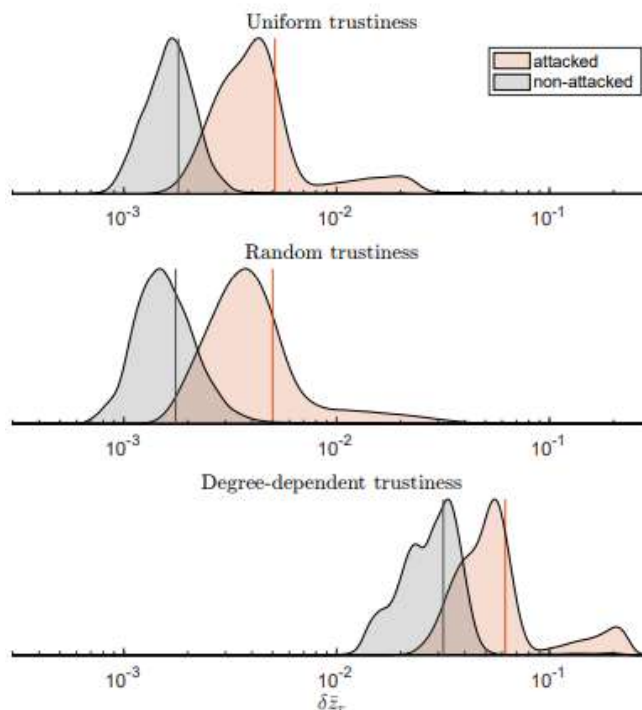 Uniform trustiness
attacked
non-attacked
10-3 10-2 10-1
Random trustiness
10-3 10-2 10-1
Degree-dependent trustiness
10-3 10-2 10-1
δz̄r